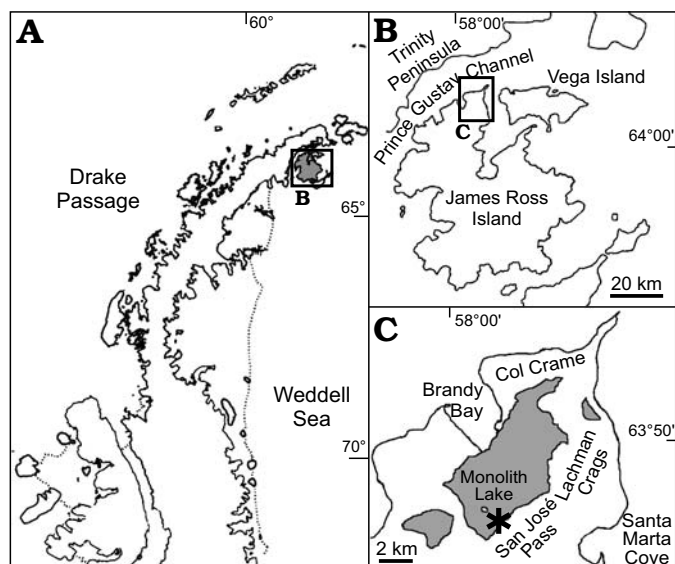 A
60°
Drake
Passage
B
65°
Weddell
Sea
70°
B
58°00'
Trinity
Peninsula
Prince Gustav Channel
Vega Island
C
64°00'
James Ross
Island
20 km
C
58°00'
Col Crame
Brandy
Bay
63°50'
Lachman
Crags
Monolith
Lake
San José
Pass
Santa
Marta
Cove
2 km